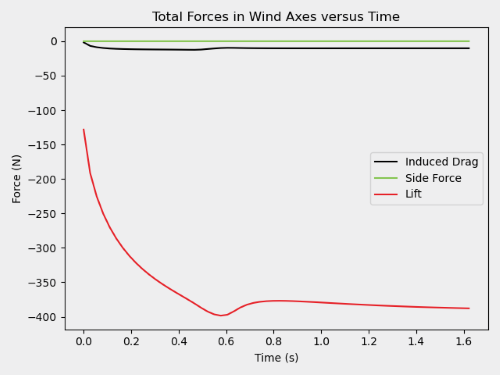 Total Forces in Wind Axes versus Time
0
−50
−100
−150
−200
−250
−300
−350
−400
Force (N)
Induced Drag
Side Force
Lift
0.0 0.2 0.4 0.6 0.8 1.0 1.2 1.4 1.6
Time (s)